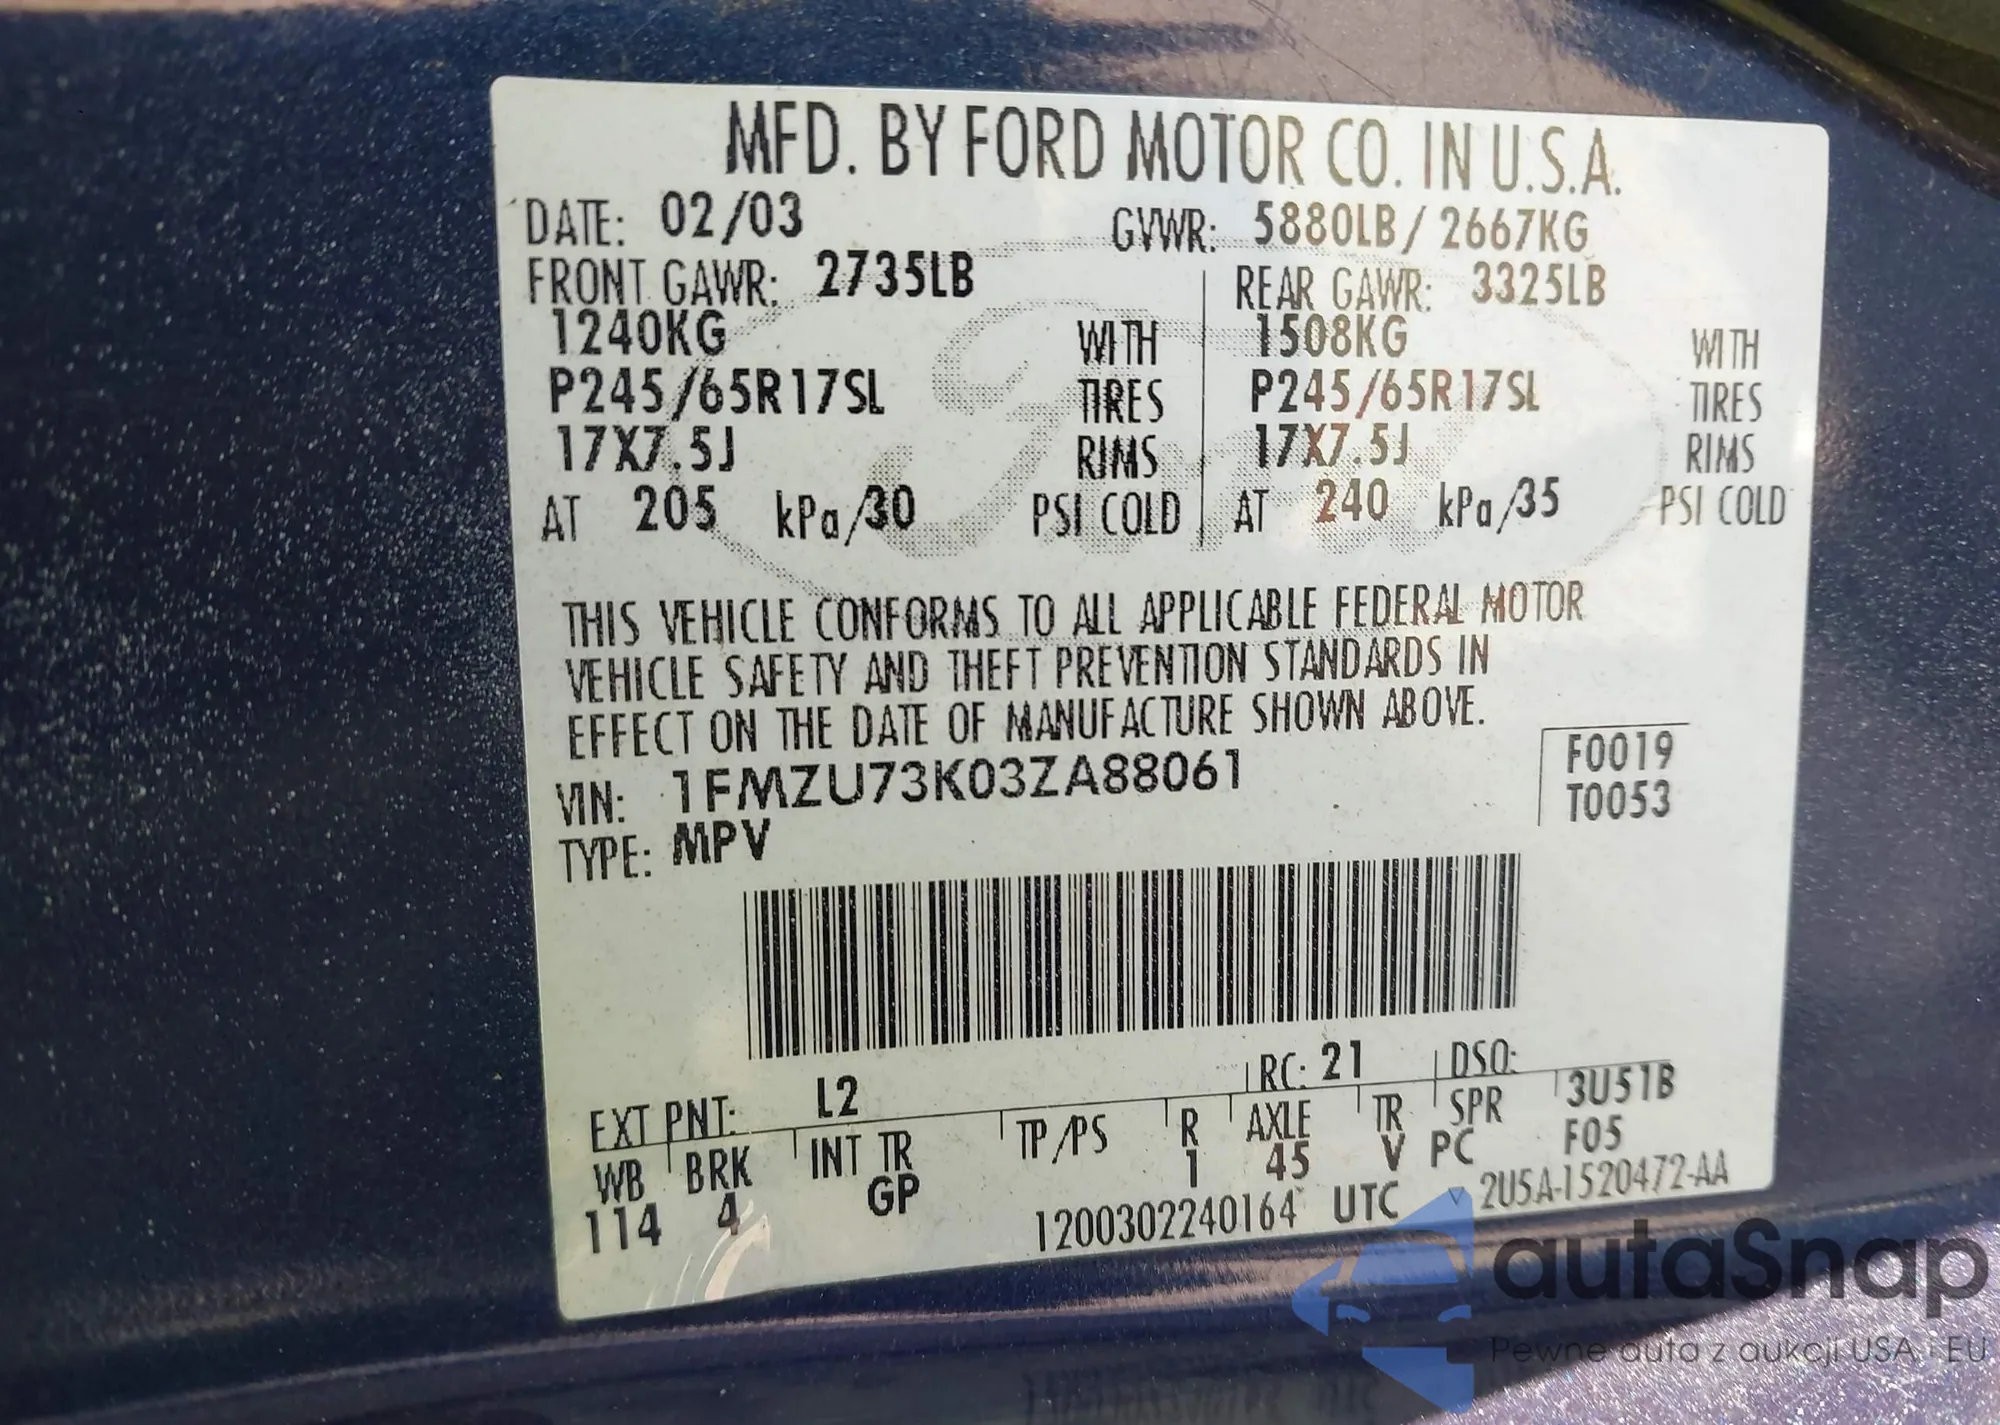 MFD. BY FORD MOTOR CO. IN U.S.A.
DATE: 02/03 GVWR: 5880LB / 2667KG
FRONT GAWR: 2735LB REAR GAWR: 3325LB
1240KG WITH 1508KG WITH
P245/65R17SL TIRES P245/65R17SL TIRES
17X7.5J RIMS 17X7.5J RIMS
AT 205 kPa/30 PSI COLD AT 240 kPa/35 PSI COLD
THIS VEHICLE CONFORMS TO ALL APPLICABLE FEDERAL MOTOR
VEHICLE SAFETY AND THEFT PREVENTION STANDARDS IN
EFFECT ON THE DATE OF MANUFACTURE SHOWN ABOVE.
VIN: 1FMZU73K03ZA88061 F0019
TYPE: MPV T0053
EXT PNT: L2 RC: 21 DSO:
WB BRK INT TR TP/PS R AXLE TR SPR 3U51B
114 4 GP 1 45 V PC F05
1200302240164 UTC 2U5A-1520472-AA
autaSnap
Pewne auta z aukcji USA i EU